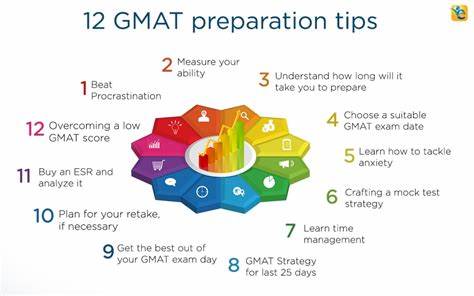 12 GMAT preparation tips
1 Beat
Procrastination
2 Measure your
ability
3 Understand how long will it
take you to prepare
4 Choose a suitable
GMAT exam date
5 Learn how to tackle
anxiety
6 Crafting a mock test
strategy
7 Learn time
management
8 GMAT Strategy
for last 25 days
9 Get the best out of
your GMAT exam day
10 Plan for your retake,
if necessary
11 Buy an ESR and
analyze it
12 Overcoming a low
GMAT score